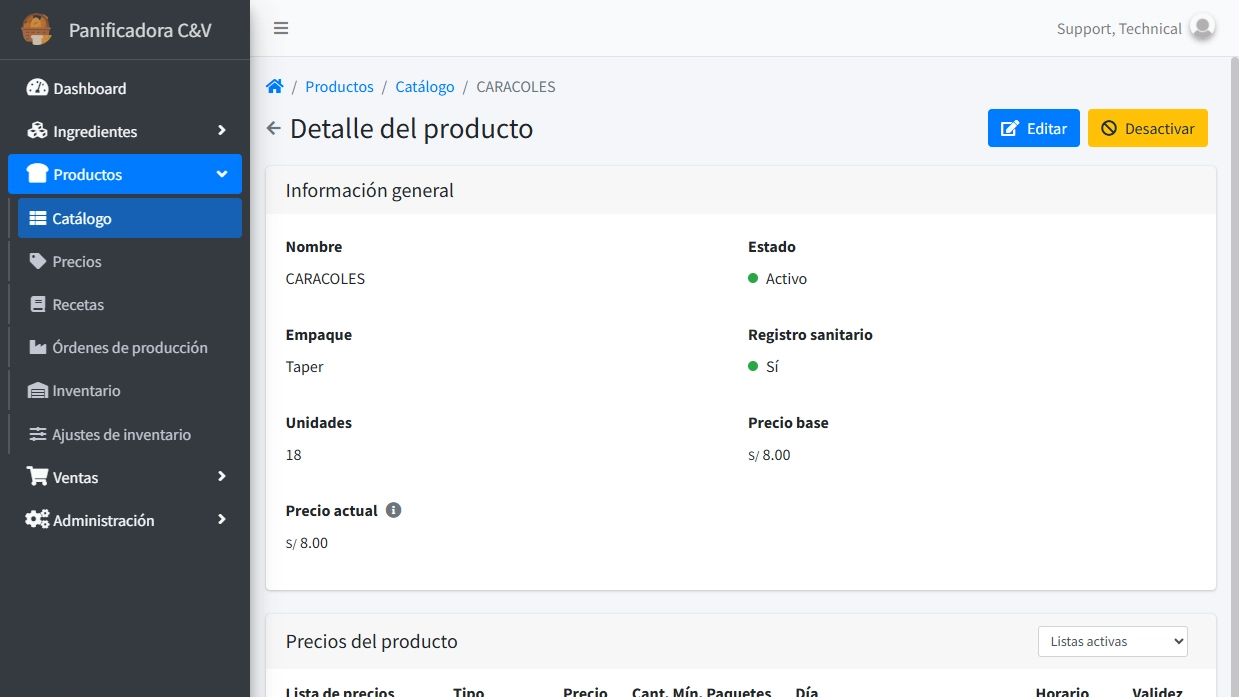 Panificadora C&V
Support, Technical
Dashboard
Ingredientes
Productos
Catálogo
Precios
Recetas
Órdenes de producción
Inventario
Ajustes de inventario
Ventas
Administración
/ Productos / Catálogo / CARACOLES
Detalle del producto
Editar
Desactivar
Información general
Nombre
CARACOLES
Estado
Activo
Empaque
Taper
Registro sanitario
Sí
Unidades
18
Precio base
S/ 8.00
Precio actual
S/ 8.00
Precios del producto
Listas activas
Lista de precios Tipo Precio Cant. Mín. Paquetes Día Horario Validez